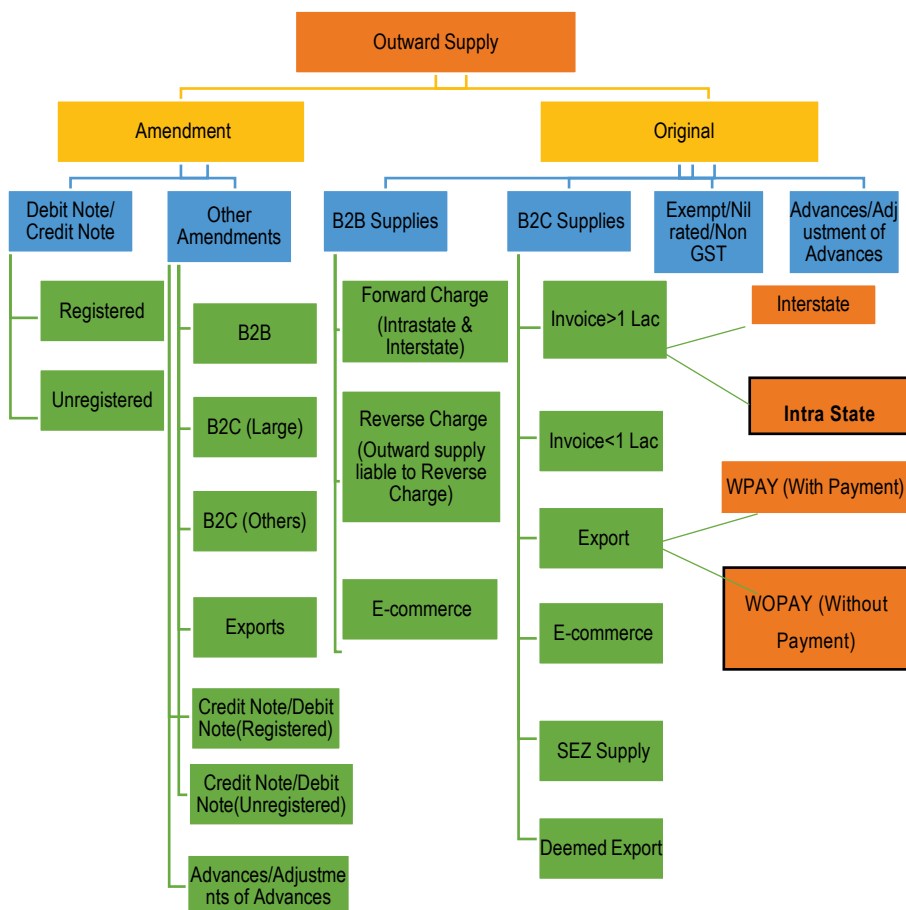 Outward Supply
Amendment
Original
Debit Note/
Credit Note
Other
Amendments
B2B Supplies
B2C Supplies
Exempt/Nil
rated/Non
GST
Advances/Adj
ustment of
Advances
Registered
Unregistered
B2B
B2C (Large)
B2C (Others)
Exports
Credit Note/Debit
Note(Registered)
Credit Note/Debit
Note(Unregistered)
Advances/Adjustme
nts of Advances
Forward Charge
(Intrastate &
Interstate)
Reverse Charge
(Outward supply
liable to Reverse
Charge)
E-commerce
Invoice>1 Lac
Invoice<1 Lac
Export
E-commerce
SEZ Supply
Deemed Export
Interstate
Intra State
WPAY (With Payment)
WOPAY (Without
Payment)